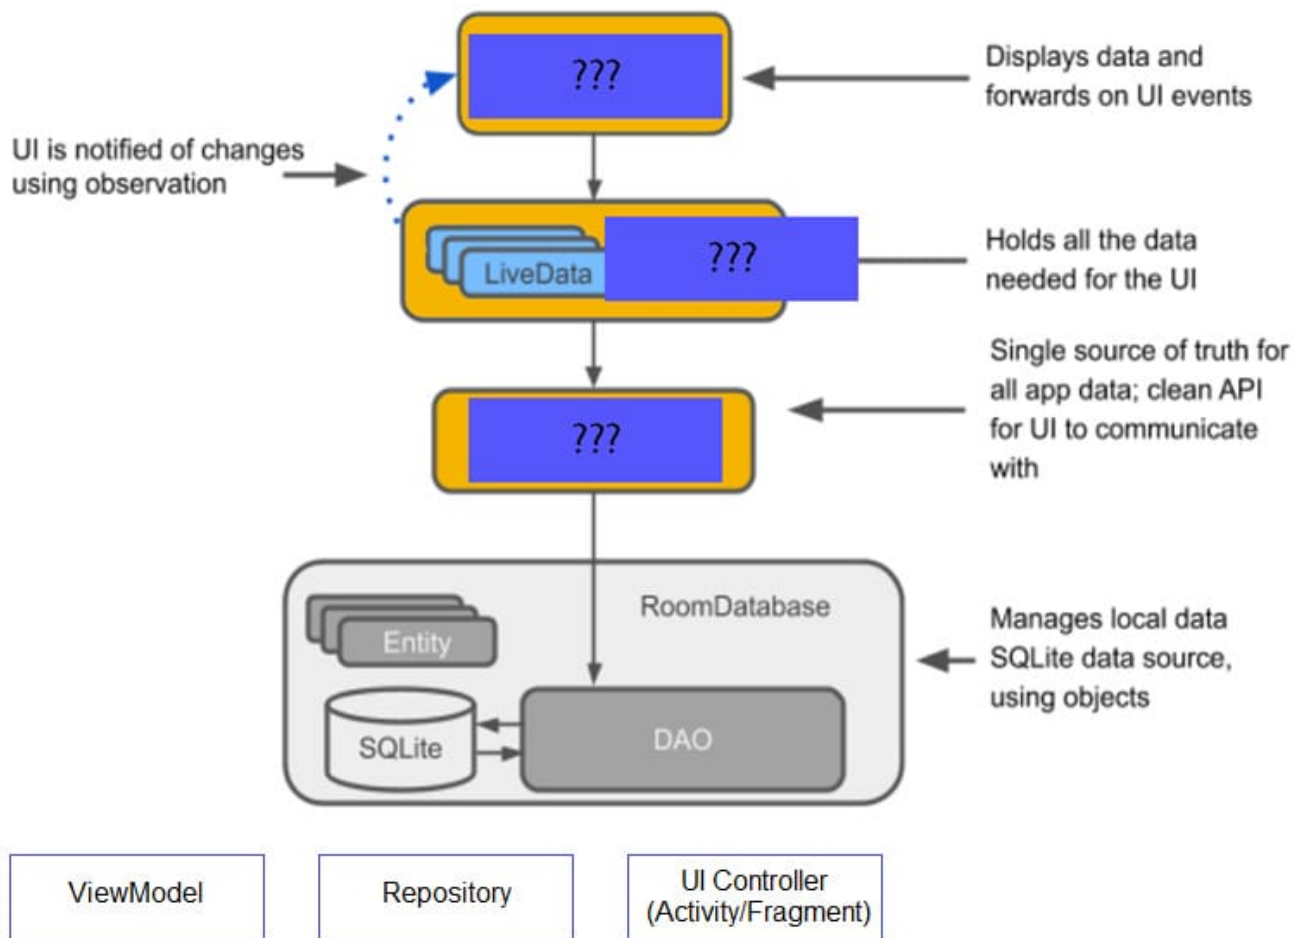 ???
Displays data and
forwards on UI events
UI is notified of changes
using observation
LiveData
???
Holds all the data
needed for the UI
Single source of truth for
all app data; clean API
for UI to communicate
with
???
RoomDatabase
Entity
SQLite
DAO
Manages local data
SQLite data source,
using objects
ViewModel
Repository
UI Controller
(Activity/Fragment)